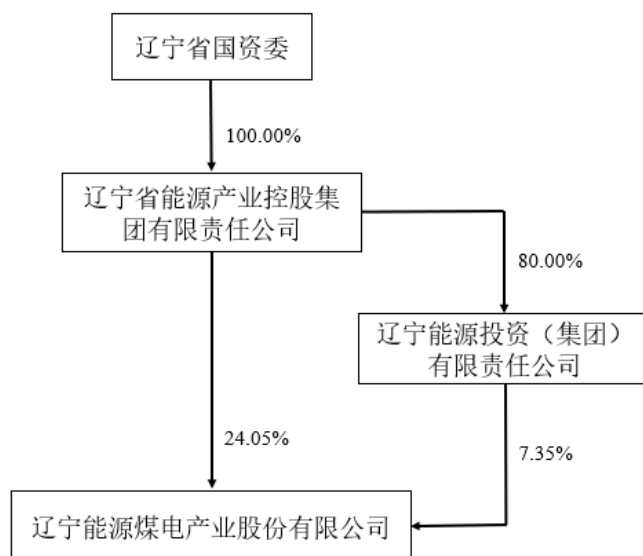 辽宁省国资委
100.00%
辽宁省能源产业控股集
团有限责任公司
80.00%
辽宁能源投资（集团）
有限责任公司
24.05%
7.35%
辽宁能源煤电产业股份有限公司